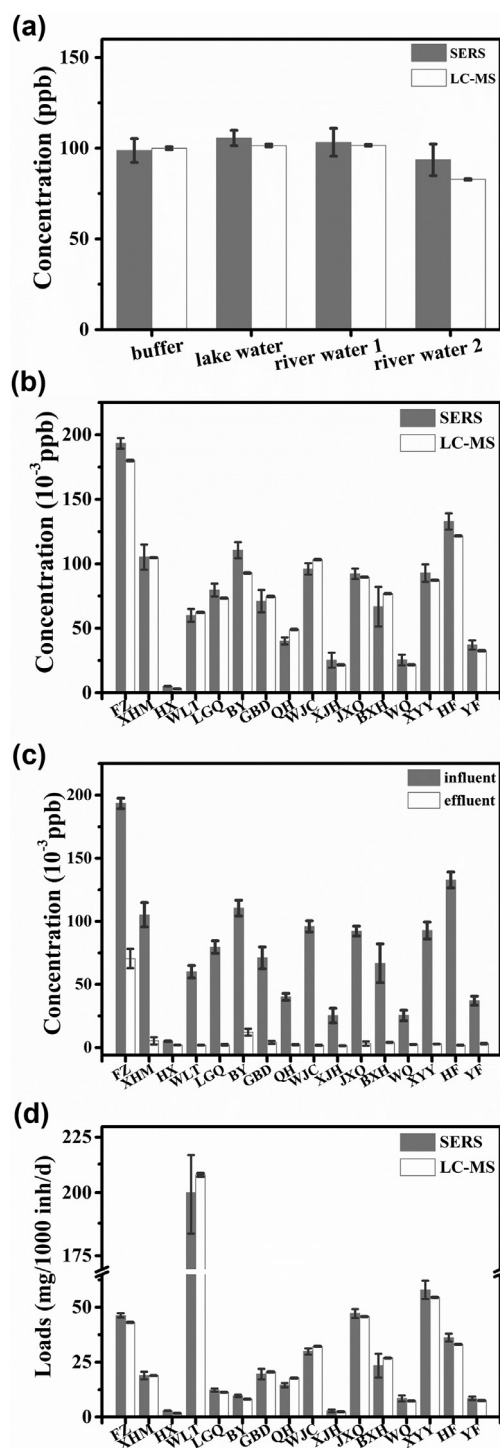 (a)
150
100
50
0
Concentration (ppb)
SERS
LC-MS
buffer
lake water
river water 1
river water 2
(b)
200
150
100
50
0
Concentration (10⁻³ppb)
SERS
LC-MS
FZ
XHM
HX
WLT
LGQ
BY
GBD
QH
WJC
XJH
JXQ
BXH
WQ
XYY
HF
YF
(c)
200
150
100
50
0
Concentration (10⁻³ppb)
influent
effluent
FZ
XHM
HX
WLT
LGQ
BY
GBD
QH
WJC
XJH
JXQ
BXH
WQ
XYY
HF
YF
(d)
225
200
175
50
25
0
Loads (mg/1000 inh/d)
SERS
LC-MS
FZ
XHM
HX
WLT
LGQ
BY
GBD
QH
WJC
XJH
JXQ
BXH
WQ
XYY
HF
YF